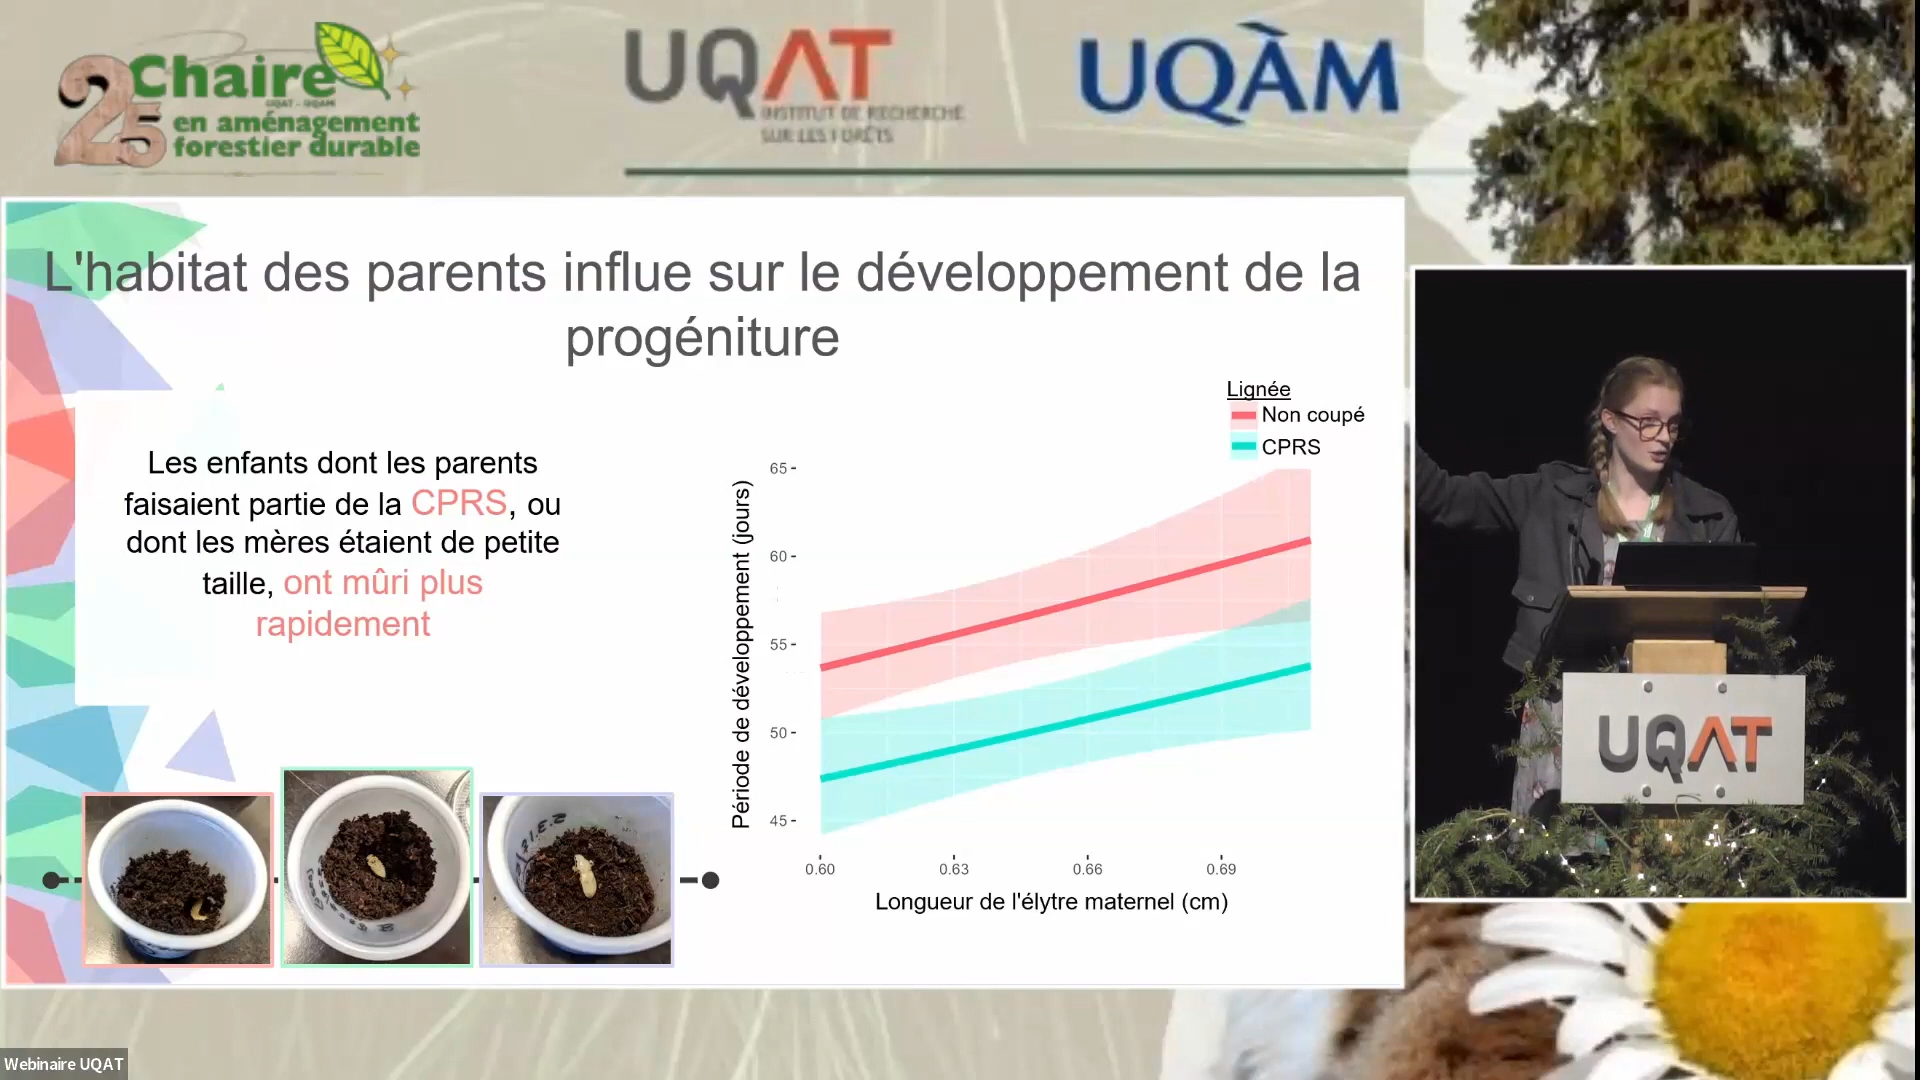 25 Chaire
UQAT - UQAM
en aménagement
forestier durable
UQAT
INSTITUT DE RECHERCHE
SUR LES FORÊTS
UQÀM
L'habitat des parents influe sur le développement de la
progéniture
Les enfants dont les parents
faisaient partie de la CPRS, ou
dont les mères étaient de petite
taille, ont mûri plus
rapidement
Lignée
Non coupé
CPRS
Période de développement (jours)
65
60
55
50
45
0.60
0.63
0.66
0.69
Longueur de l'élytre maternel (cm)
UQAT
Webinaire UQAT